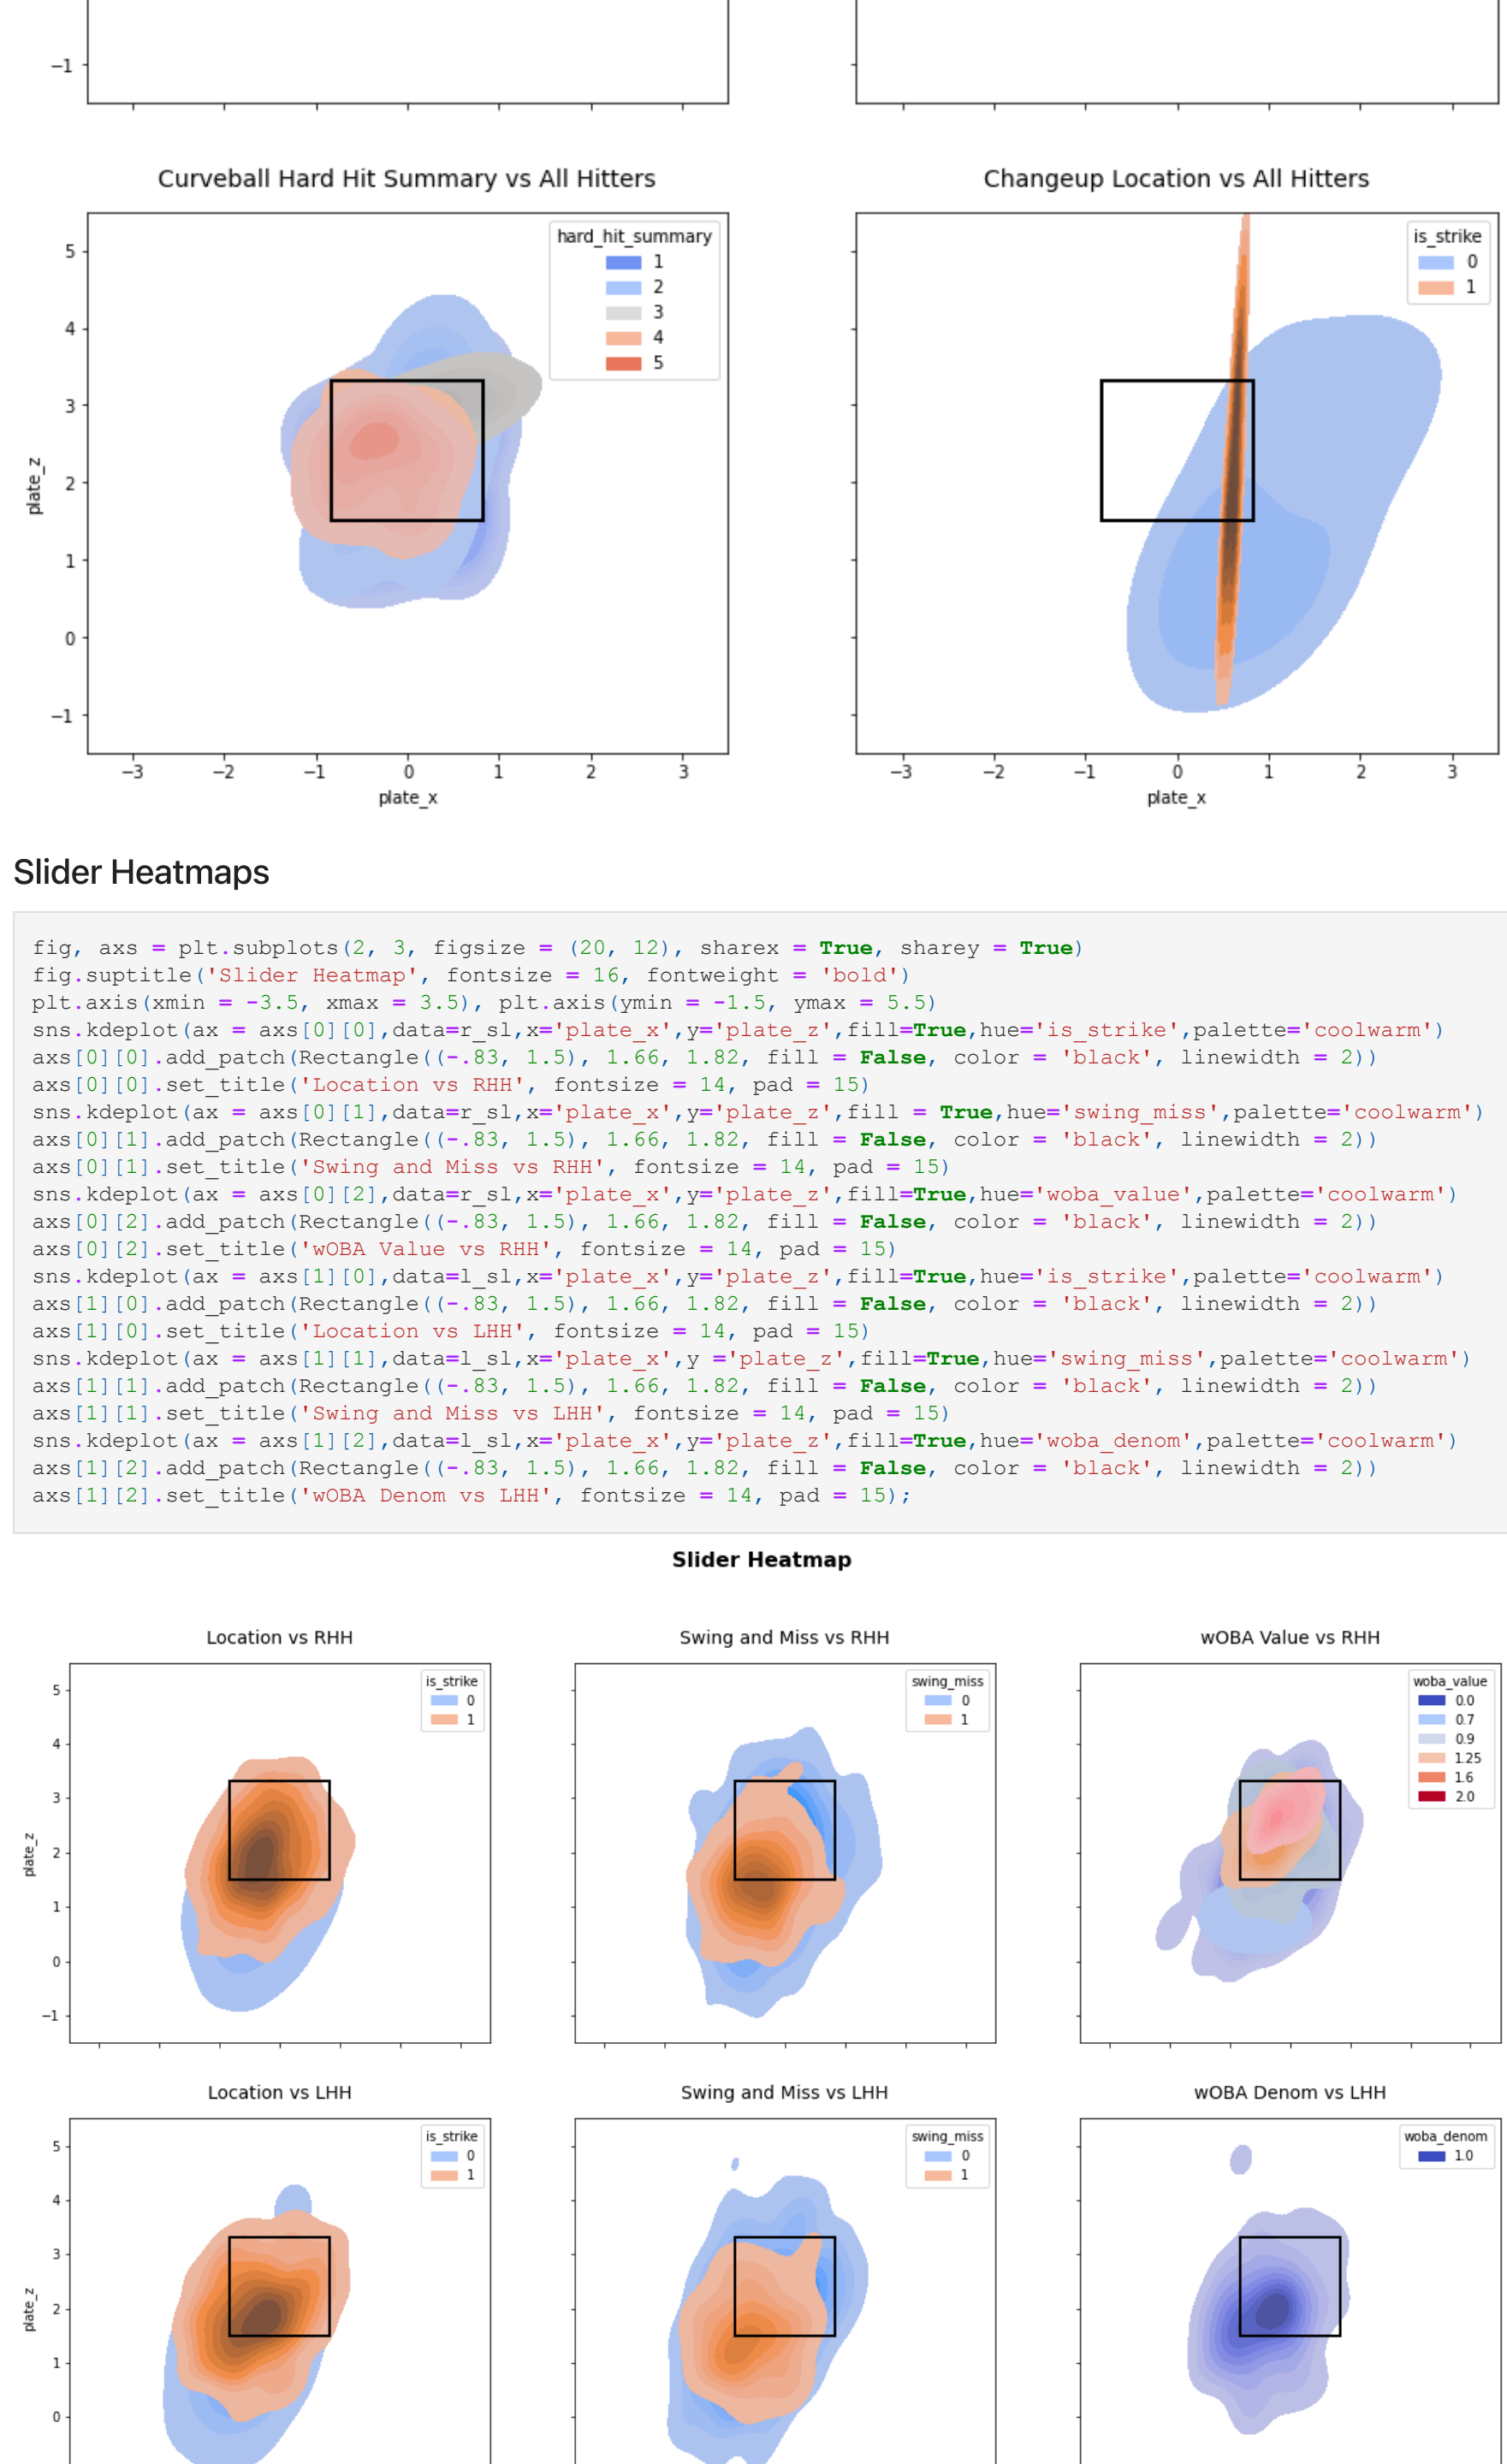 −1
Curveball Hard Hit Summary vs All Hitters
Changeup Location vs All Hitters
hard_hit_summary
1
2
3
4
5
5
4
3
2
1
0
−1
plate_z
−3 −2 −1 0 1 2 3
plate_x
is_strike
0
1
−3 −2 −1 0 1 2 3
plate_x
Slider Heatmaps
fig, axs = plt.subplots(2, 3, figsize = (20, 12), sharex = True, sharey = True)
fig.suptitle('Slider Heatmap', fontsize = 16, fontweight = 'bold')
plt.axis(xmin = -3.5, xmax = 3.5), plt.axis(ymin = -1.5, ymax = 5.5)
sns.kdeplot(ax = axs[0][0],data=r_sl,x='plate_x',y='plate_z',fill=True,hue='is_strike',palette='coolwarm')
axs[0][0].add_patch(Rectangle((-.83, 1.5), 1.66, 1.82, fill = False, color = 'black', linewidth = 2))
axs[0][0].set_title('Location vs RHH', fontsize = 14, pad = 15)
sns.kdeplot(ax = axs[0][1],data=r_sl,x='plate_x',y='plate_z',fill = True,hue='swing_miss',palette='coolwarm')
axs[0][1].add_patch(Rectangle((-.83, 1.5), 1.66, 1.82, fill = False, color = 'black', linewidth = 2))
axs[0][1].set_title('Swing and Miss vs RHH', fontsize = 14, pad = 15)
sns.kdeplot(ax = axs[0][2],data=r_sl,x='plate_x',y='plate_z',fill=True,hue='woba_value',palette='coolwarm')
axs[0][2].add_patch(Rectangle((-.83, 1.5), 1.66, 1.82, fill = False, color = 'black', linewidth = 2))
axs[0][2].set_title('wOBA Value vs RHH', fontsize = 14, pad = 15)
sns.kdeplot(ax = axs[1][0],data=l_sl,x='plate_x',y='plate_z',fill=True,hue='is_strike',palette='coolwarm')
axs[1][0].add_patch(Rectangle((-.83, 1.5), 1.66, 1.82, fill = False, color = 'black', linewidth = 2))
axs[1][0].set_title('Location vs LHH', fontsize = 14, pad = 15)
sns.kdeplot(ax = axs[1][1],data=l_sl,x='plate_x',y ='plate_z',fill=True,hue='swing_miss',palette='coolwarm')
axs[1][1].add_patch(Rectangle((-.83, 1.5), 1.66, 1.82, fill = False, color = 'black', linewidth = 2))
axs[1][1].set_title('Swing and Miss vs LHH', fontsize = 14, pad = 15)
sns.kdeplot(ax = axs[1][2],data=l_sl,x='plate_x',y='plate_z',fill=True,hue='woba_denom',palette='coolwarm')
axs[1][2].add_patch(Rectangle((-.83, 1.5), 1.66, 1.82, fill = False, color = 'black', linewidth = 2))
axs[1][2].set_title('wOBA Denom vs LHH', fontsize = 14, pad = 15);
Slider Heatmap
Location vs RHH
is_strike
0
1
5
4
3
2
1
0
−1
plate_z
Swing and Miss vs RHH
swing_miss
0
1
wOBA Value vs RHH
woba_value
0.0
0.7
0.9
1.25
1.6
2.0
Location vs LHH
is_strike
0
1
5
4
3
2
1
0
plate_z
Swing and Miss vs LHH
swing_miss
0
1
wOBA Denom vs LHH
woba_denom
1.0